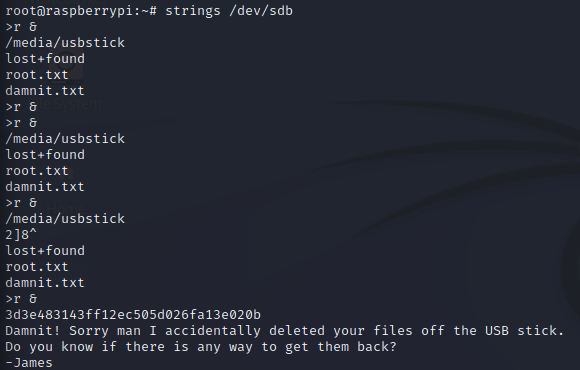 root@raspberrypi:~# strings /dev/sdb
>r &
/media/usbstick
lost+found
root.txt
damnit.txt
>r &
>r &
/media/usbstick
lost+found
root.txt
damnit.txt
>r &
/media/usbstick
2]8^
lost+found
root.txt
damnit.txt
>r &
3d3e483143ff12ec505d026fa13e020b
Damnit! Sorry man I accidentally deleted your files off the USB stick.
Do you know if there is any way to get them back?
-James